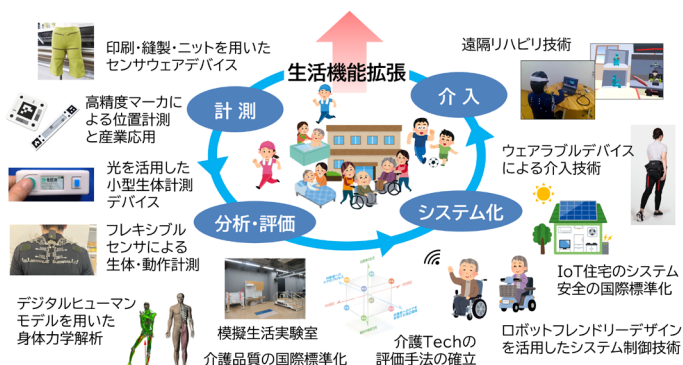 印刷・縫製・ニットを用いた
センサウェアデバイス
高精度マーカに
よる位置計測
と産業応用
光を活用した
小型生体計測
デバイス
フレキシブル
センサによる
生体・動作計測
デジタルヒューマン
モデルを用いた
身体力学解析
生活機能拡張
計 測
介 入
分析・評価
システム化
模擬生活実験室
介護品質の国際標準化
介護Techの
評価手法の確立
遠隔リハビリ技術
ウェアラブルデバイス
による介入技術
IoT住宅のシステム
安全の国際標準化
ロボットフレンドリーデザイン
を活用したシステム制御技術